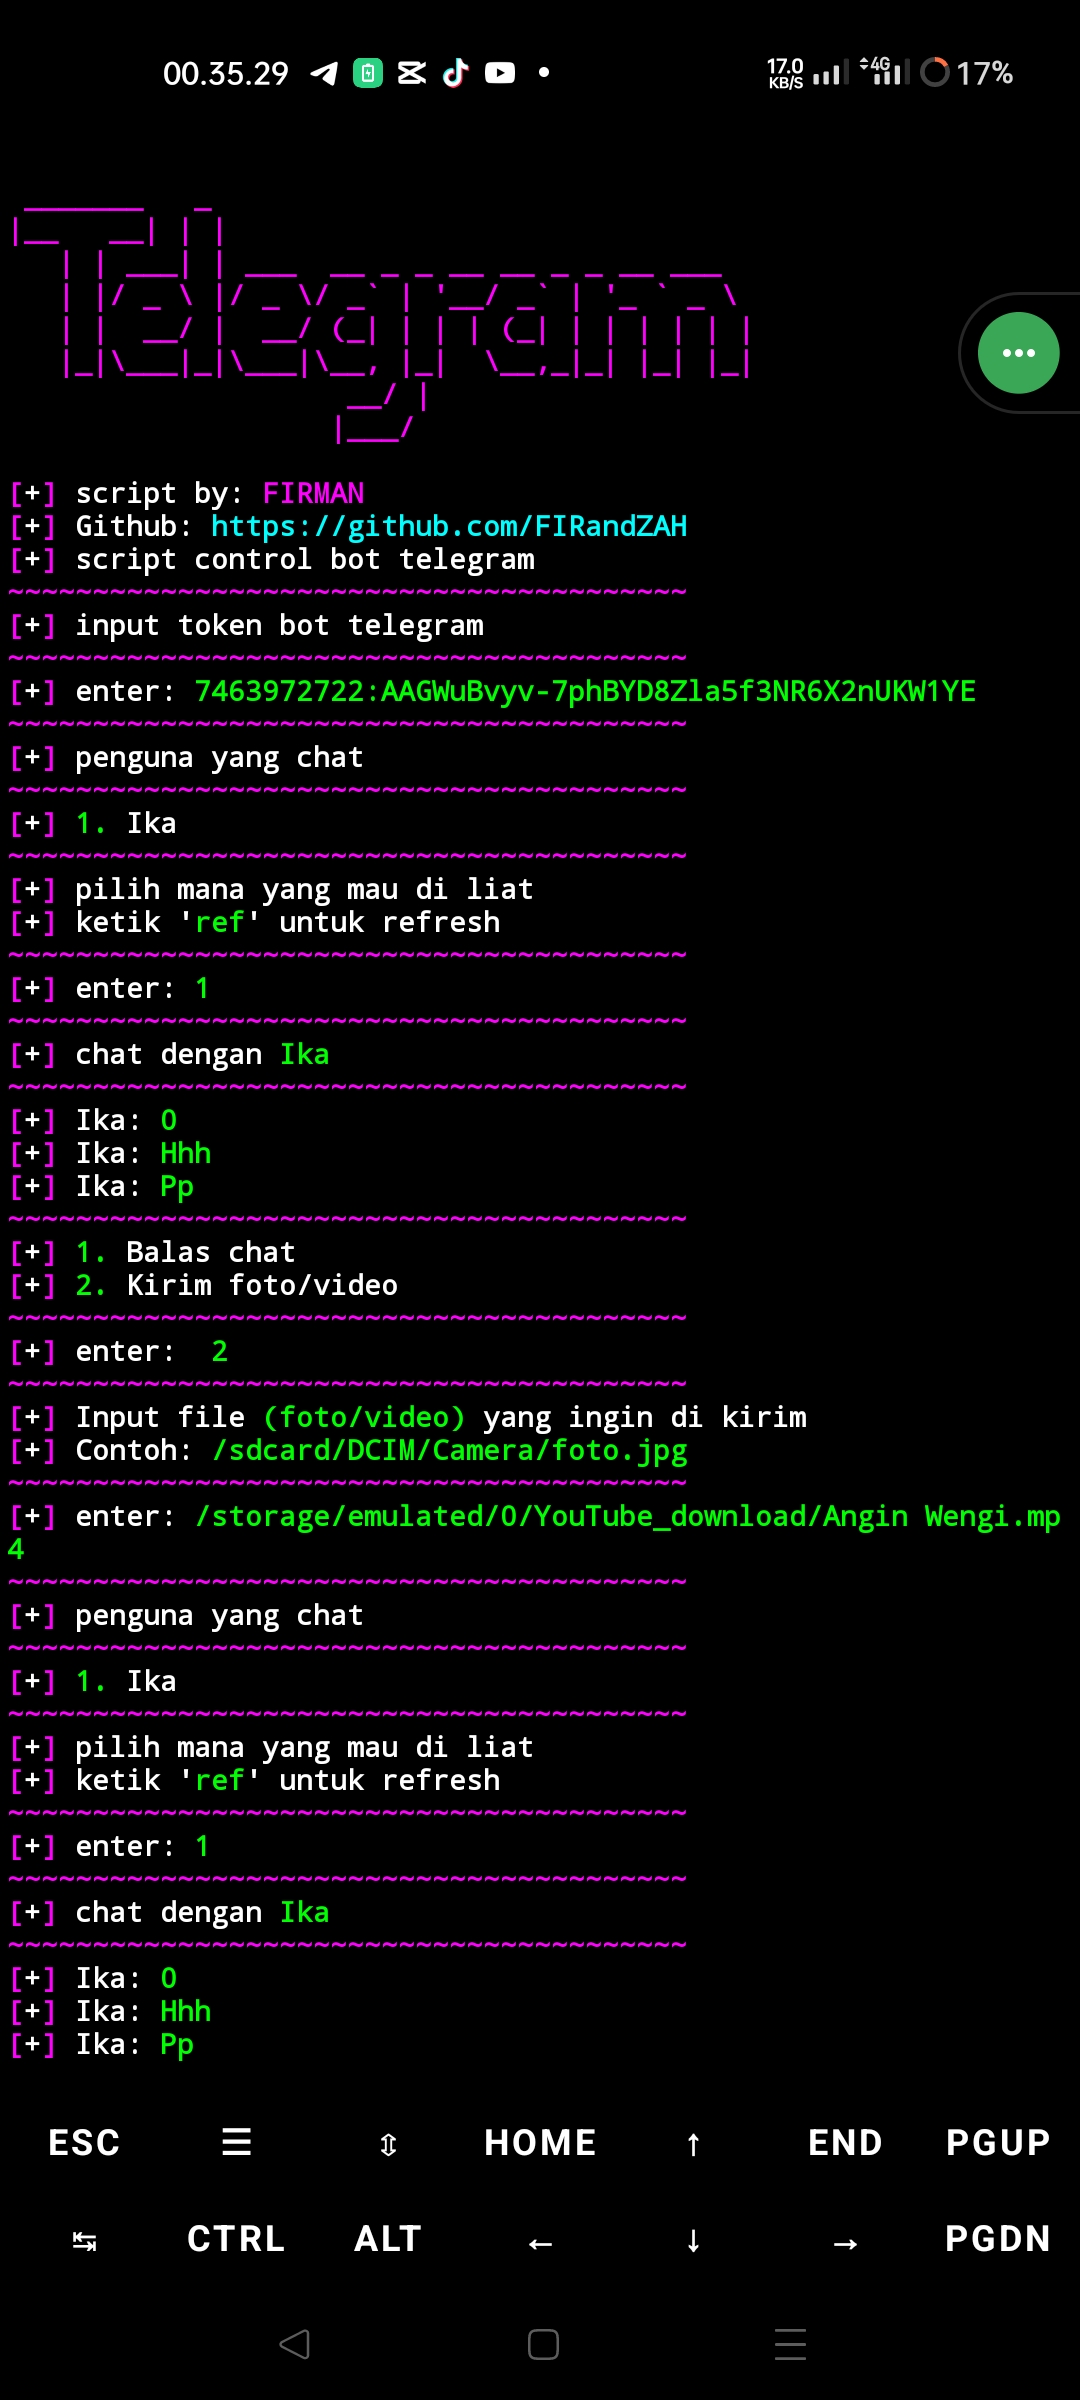 00.35.29 17.0 KB/S 4G 17%
Telegram
[+] script by: FIRMAN
[+] Github: https://github.com/FIRandZAH
[+] script control bot telegram
~~~~~~~~~~~~~~~~~~~~~~~~~~~~~~~~~~~~~~~~
[+] input token bot telegram
~~~~~~~~~~~~~~~~~~~~~~~~~~~~~~~~~~~~~~~~
[+] enter: 7463972722:AAGWuBvyv-7phBYD8Zla5f3NR6X2nUKW1YE
~~~~~~~~~~~~~~~~~~~~~~~~~~~~~~~~~~~~~~~~
[+] penguna yang chat
~~~~~~~~~~~~~~~~~~~~~~~~~~~~~~~~~~~~~~~~
[+] 1. Ika
~~~~~~~~~~~~~~~~~~~~~~~~~~~~~~~~~~~~~~~~
[+] pilih mana yang mau di liat
[+] ketik 'ref' untuk refresh
~~~~~~~~~~~~~~~~~~~~~~~~~~~~~~~~~~~~~~~~
[+] enter: 1
~~~~~~~~~~~~~~~~~~~~~~~~~~~~~~~~~~~~~~~~
[+] chat dengan Ika
~~~~~~~~~~~~~~~~~~~~~~~~~~~~~~~~~~~~~~~~
[+] Ika: O
[+] Ika: Hhh
[+] Ika: Pp
~~~~~~~~~~~~~~~~~~~~~~~~~~~~~~~~~~~~~~~~
[+] 1. Balas chat
[+] 2. Kirim foto/video
~~~~~~~~~~~~~~~~~~~~~~~~~~~~~~~~~~~~~~~~
[+] enter:  2
~~~~~~~~~~~~~~~~~~~~~~~~~~~~~~~~~~~~~~~~
[+] Input file (foto/video) yang ingin di kirim
[+] Contoh: /sdcard/DCIM/Camera/foto.jpg
~~~~~~~~~~~~~~~~~~~~~~~~~~~~~~~~~~~~~~~~
[+] enter: /storage/emulated/0/YouTube_download/Angin Wengi.mp
4
~~~~~~~~~~~~~~~~~~~~~~~~~~~~~~~~~~~~~~~~
[+] penguna yang chat
~~~~~~~~~~~~~~~~~~~~~~~~~~~~~~~~~~~~~~~~
[+] 1. Ika
~~~~~~~~~~~~~~~~~~~~~~~~~~~~~~~~~~~~~~~~
[+] pilih mana yang mau di liat
[+] ketik 'ref' untuk refresh
~~~~~~~~~~~~~~~~~~~~~~~~~~~~~~~~~~~~~~~~
[+] enter: 1
~~~~~~~~~~~~~~~~~~~~~~~~~~~~~~~~~~~~~~~~
[+] chat dengan Ika
~~~~~~~~~~~~~~~~~~~~~~~~~~~~~~~~~~~~~~~~
[+] Ika: O
[+] Ika: Hhh
[+] Ika: Pp
ESC ☰ ⇳ HOME ↑ END PGUP
↹ CTRL ALT ← ↓ → PGDN